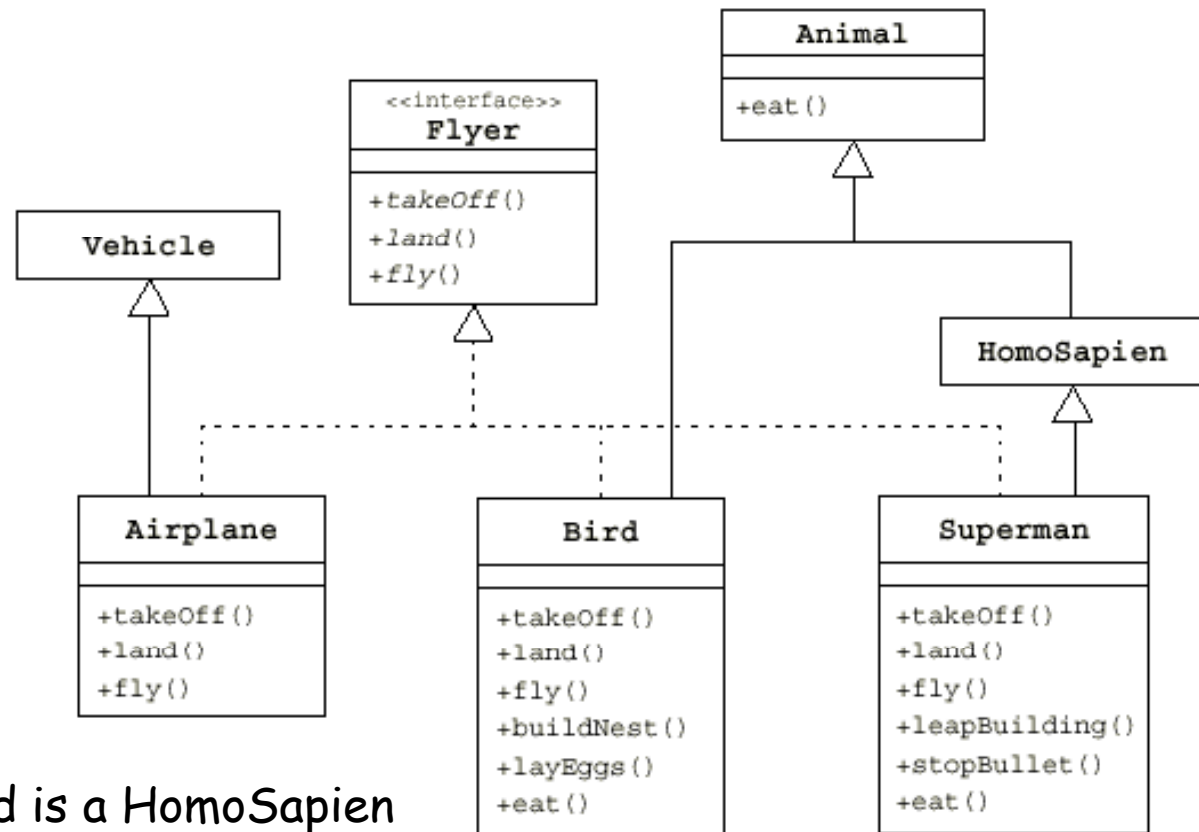 Animal
+eat()
<<interface>>
Flyer
+takeOff()
+land()
+fly()
Vehicle
HomoSapien
Airplane
+takeOff()
+land()
+fly()
Bird
+takeOff()
+land()
+fly()
+buildNest()
+layEggs()
+eat()
Superman
+takeOff()
+land()
+fly()
+leapBuilding()
+stopBullet()
+eat()
is a HomoSapien